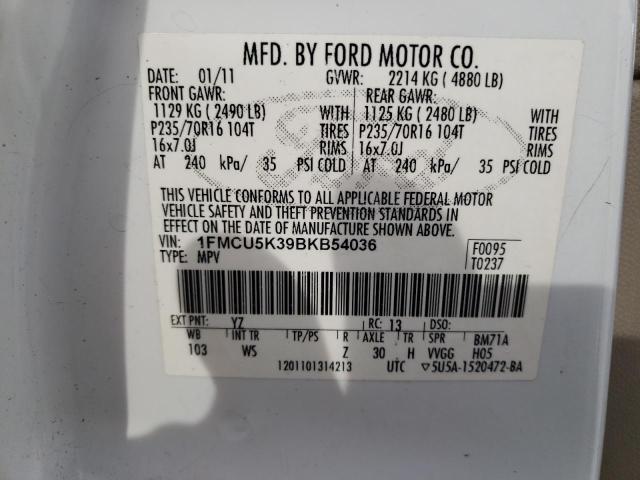 MFD. BY FORD MOTOR CO.
DATE: 01/11 GVWR: 2214 KG ( 4880 LB)
FRONT GAWR: REAR GAWR:
1129 KG ( 2490 LB) WITH 1125 KG ( 2480 LB) WITH
P235/70R16 104T TIRES P235/70R16 104T TIRES
16x7.0J RIMS 16x7.0J RIMS
AT 240 kPa/ 35 PSI COLD AT 240 kPa/ 35 PSI COLD
THIS VEHICLE CONFORMS TO ALL APPLICABLE FEDERAL MOTOR
VEHICLE SAFETY AND THEFT PREVENTION STANDARDS IN
EFFECT ON THE DATE OF MANUFACTURE SHOWN ABOVE.
VIN: 1FMCU5K39BKB54036 F0095
TYPE: MPV T0237
EXT PNT: YZ RC: 13 DSO:
WB INT TR TP/PS R AXLE TR SPR BM71A
103 WS Z 30 H VVGG H05
1201101314213 UTC ▽5U5A-1520472-BA